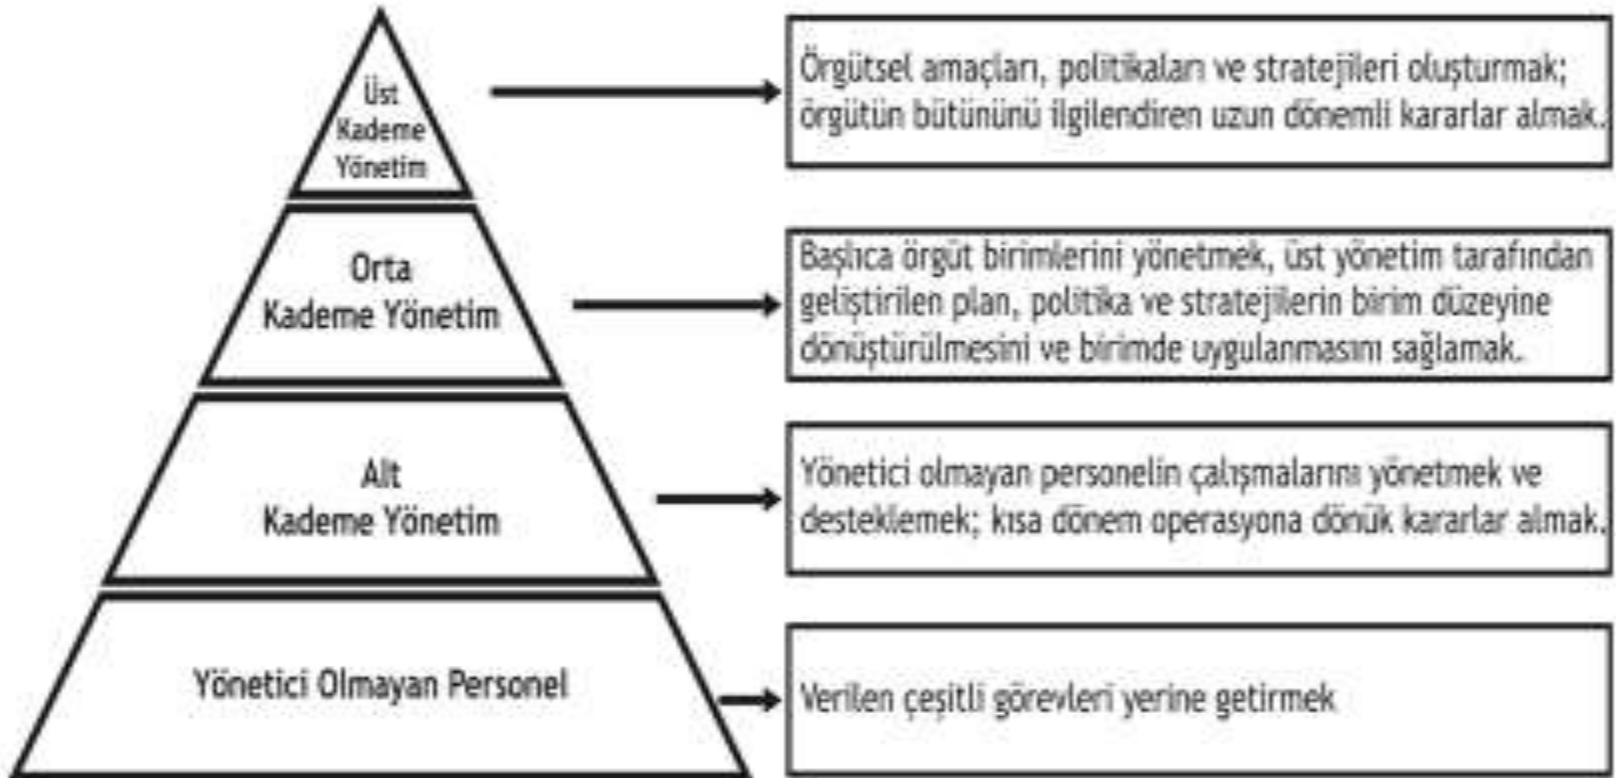 Üst
Kademe
Yönetim
Örgütsel amaçları, politikaları ve stratejileri oluşturmak;
örgütün bütününü ilgilendiren uzun dönemli kararlar almak.
Orta
Kademe Yönetim
Başlıca örgüt birimlerini yönetmek, üst yönetim tarafından
geliştirilen plan, politika ve stratejilerin birim düzeyine
dönüştürülmesini ve birimde uygulanmasını sağlamak.
Alt
Kademe Yönetim
Yönetici olmayan personelin çalışmalarını yönetmek ve
desteklemek; kısa dönem operasyona dönük kararlar almak.
Yönetici Olmayan Personel
Verilen çeşitli görevleri yerine getirmek